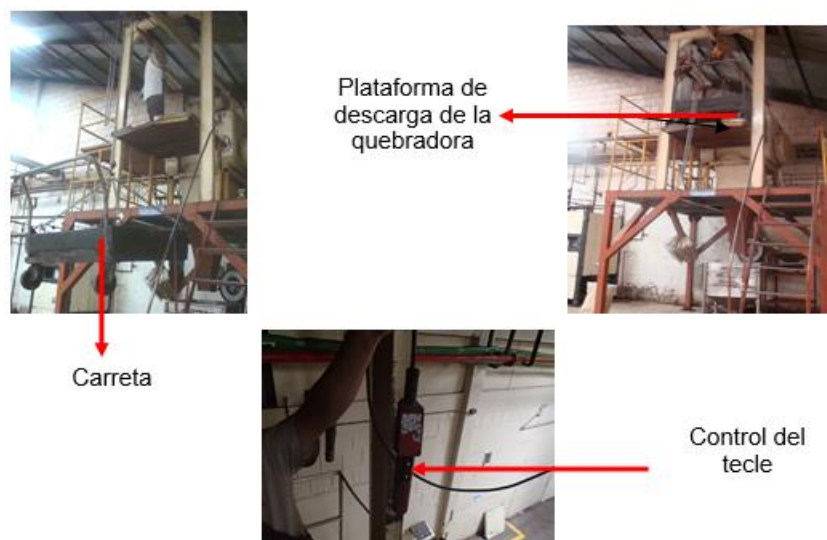 Plataforma de
descarga de la
quebradora
Carreta
Control del
tecle